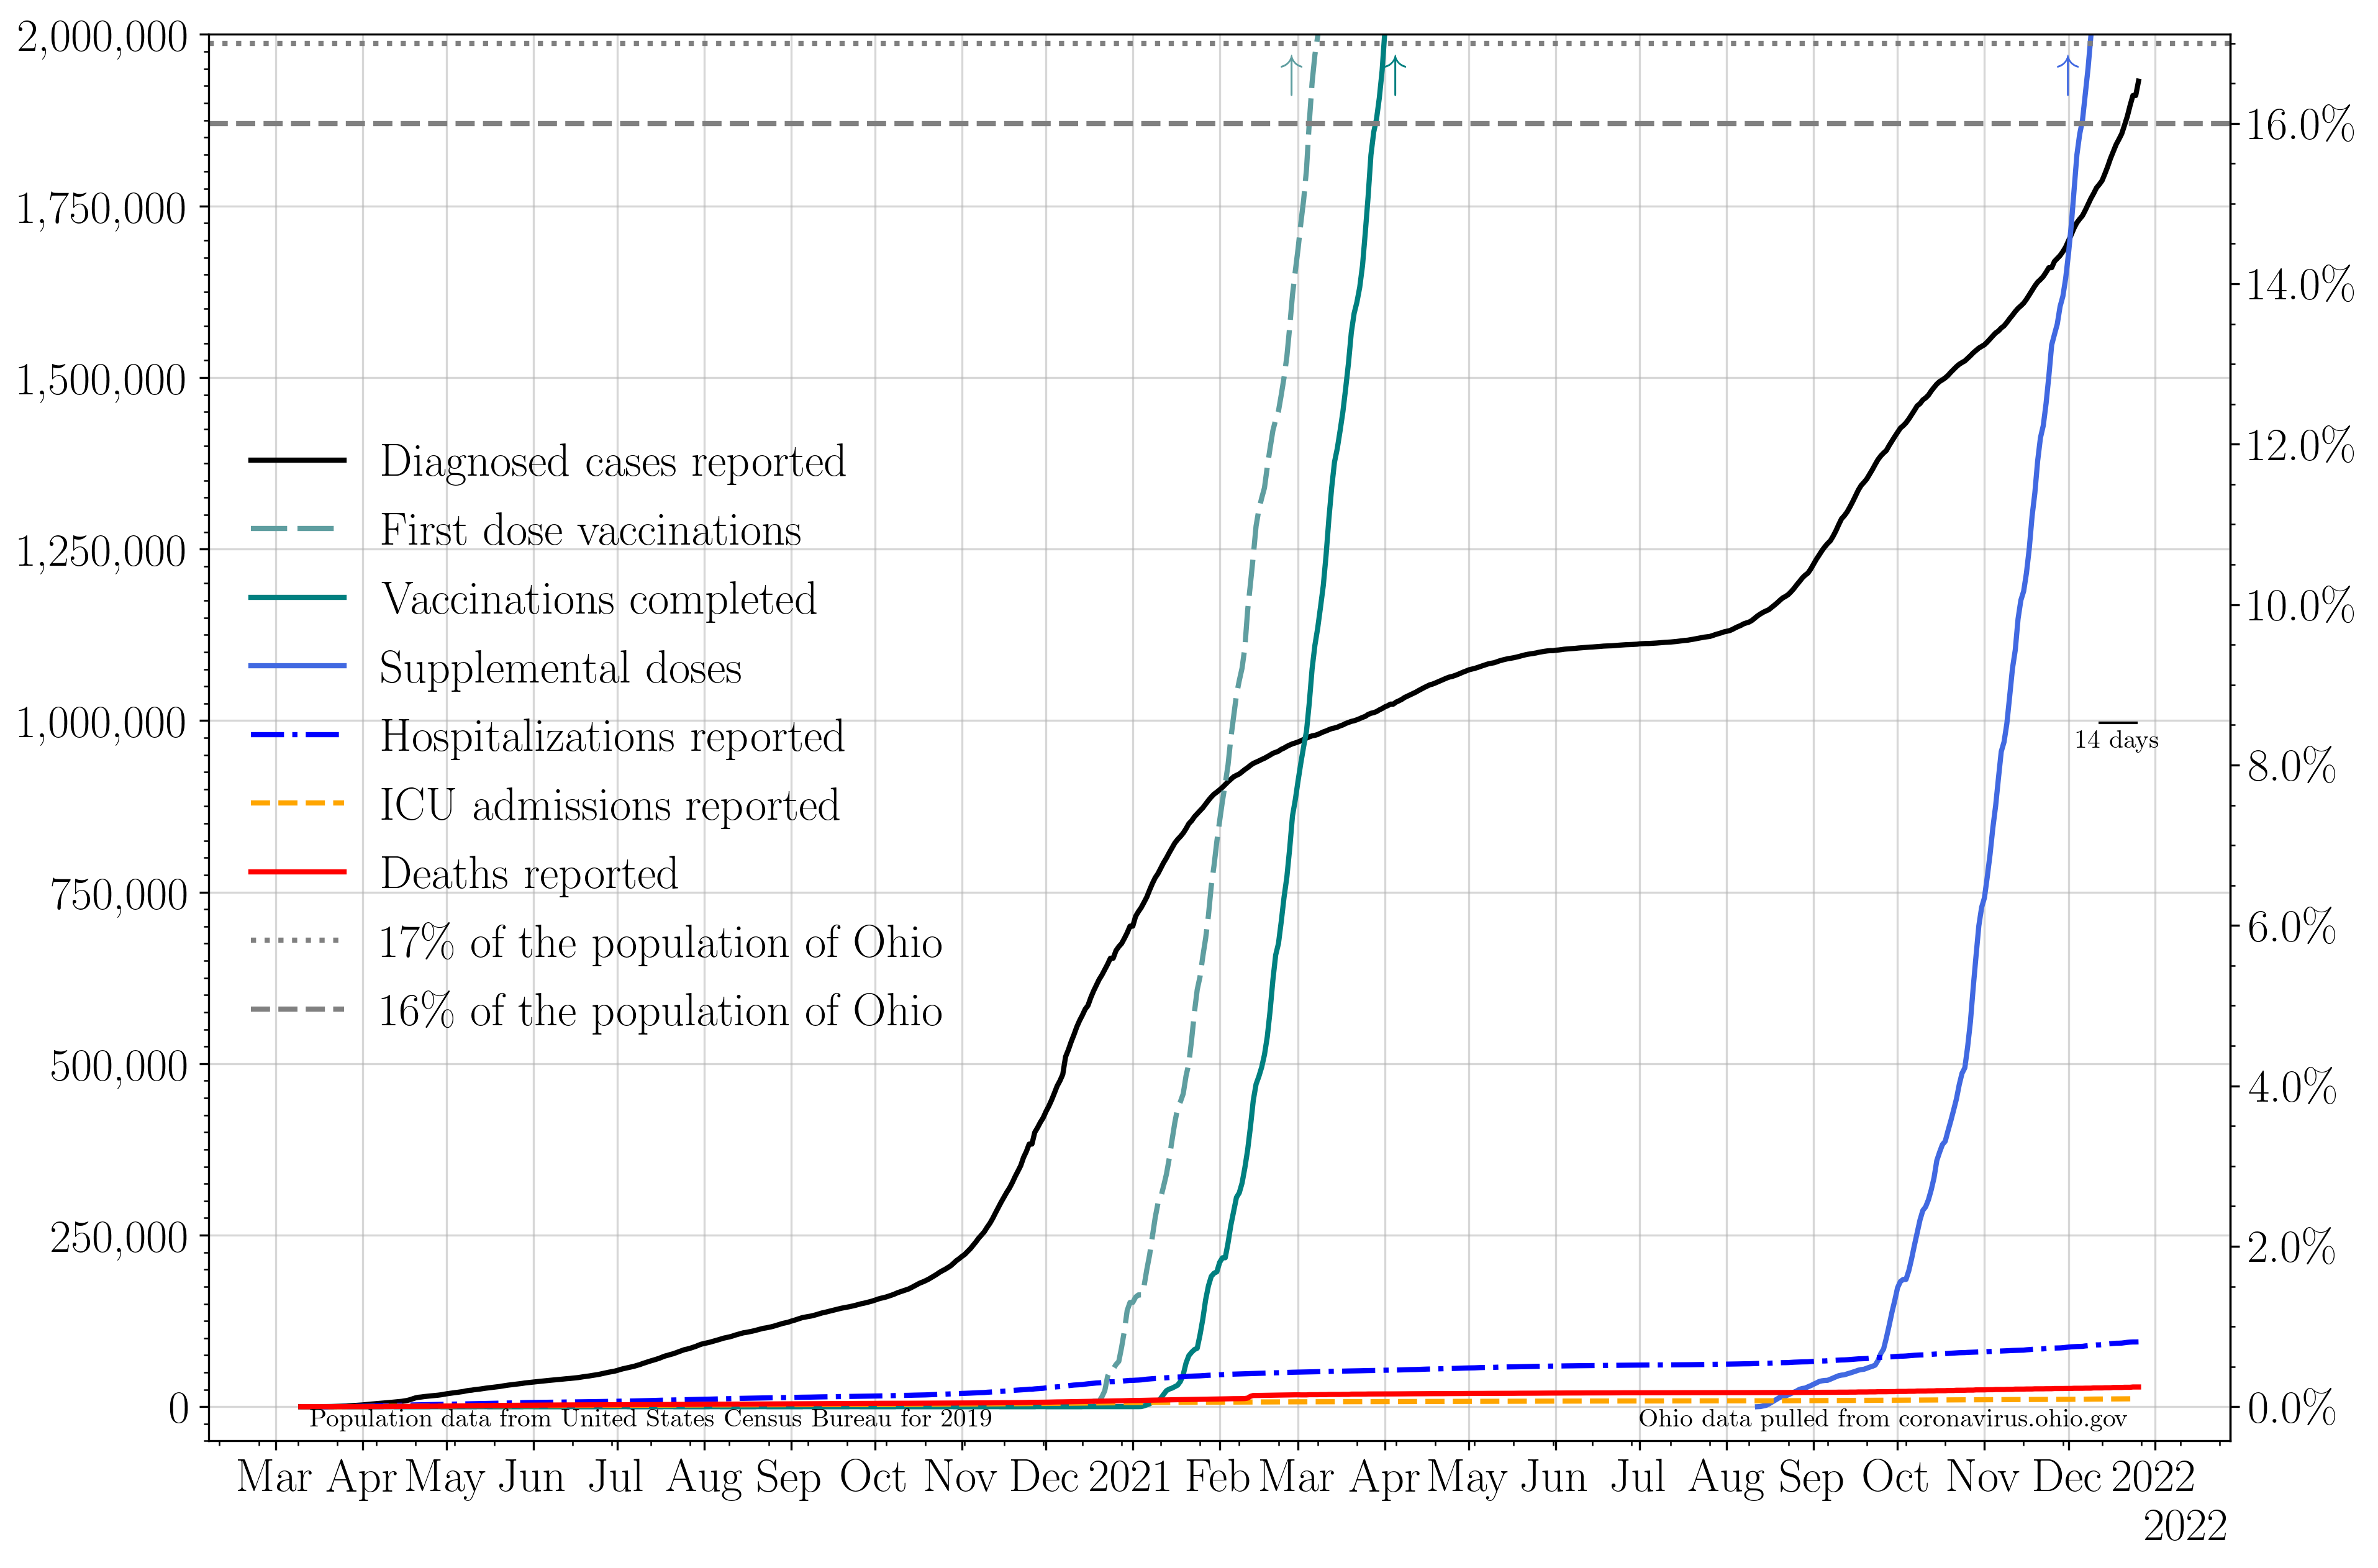 2,000,000
1,750,000
1,500,000
1,250,000
1,000,000
750,000
500,000
250,000
0
16.0%
14.0%
12.0%
10.0%
8.0%
6.0%
4.0%
2.0%
0.0%
Diagnosed cases reported
First dose vaccinations
Vaccinations completed
Supplemental doses
Hospitalizations reported
ICU admissions reported
Deaths reported
17% of the population of Ohio
16% of the population of Ohio
14 days
Population data from United States Census Bureau for 2019
Ohio data pulled from coronavirus.ohio.gov
Mar Apr May Jun Jul Aug Sep Oct Nov Dec 2021 Feb Mar Apr May Jun Jul Aug Sep Oct Nov Dec 2022
2022